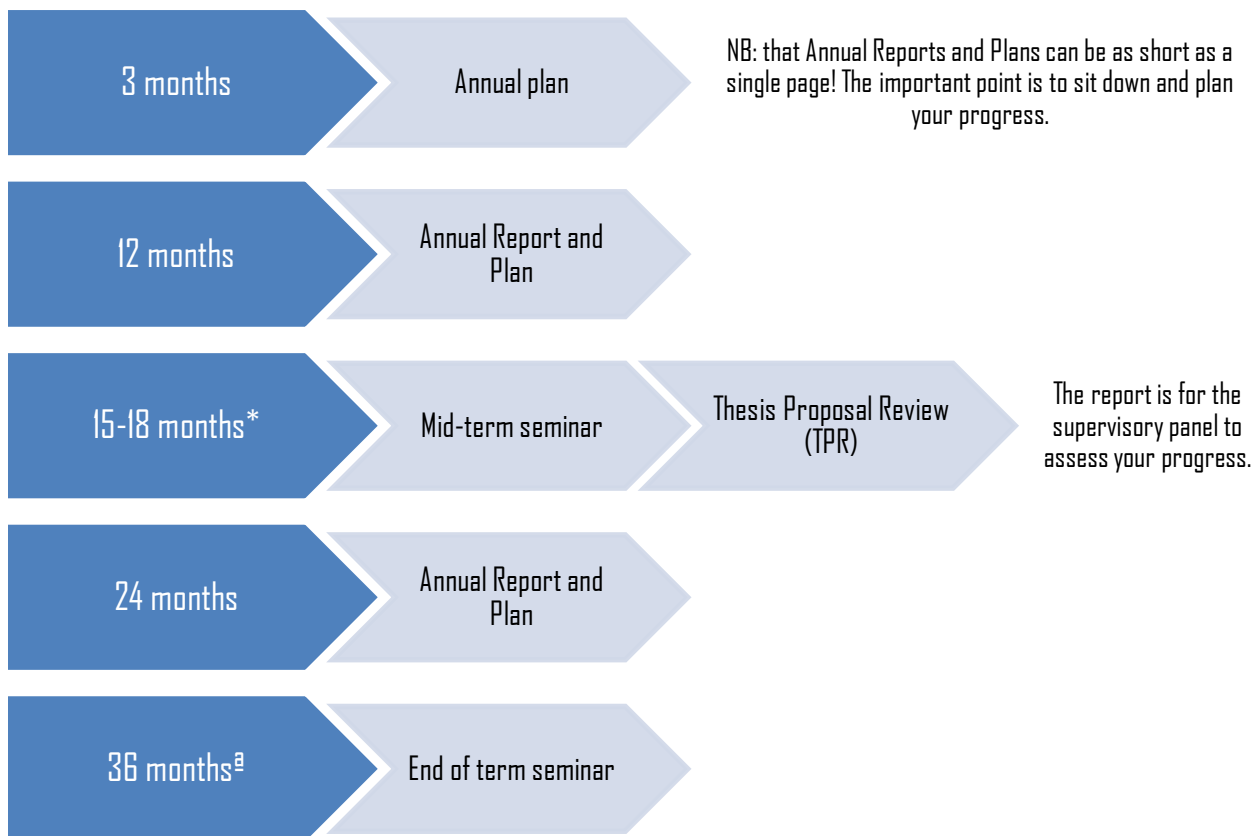 3 months
Annual plan
NB: that Annual Reports and Plans can be as short as a
single page! The important point is to sit down and plan
your progress.
12 months
Annual Report and
Plan
15-18 months*
Mid-term seminar
Thesis Proposal Review
(TPR)
The report is for the
supervisory panel to
assess your progress.
24 months
Annual Report and
Plan
36 monthsª
End of term seminar